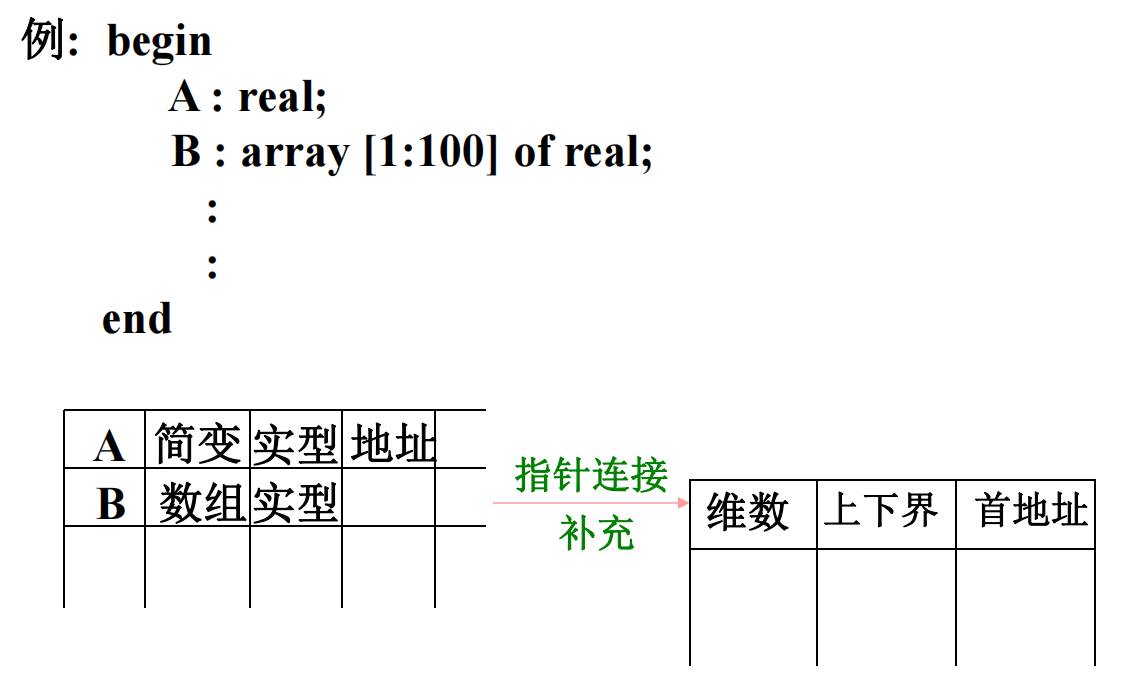 例: begin
A : real;
B : array [1:100] of real;
:
:
end
A 简变 实型 地址
B 数组 实型
指针连接
补充
维数 上下界 首地址